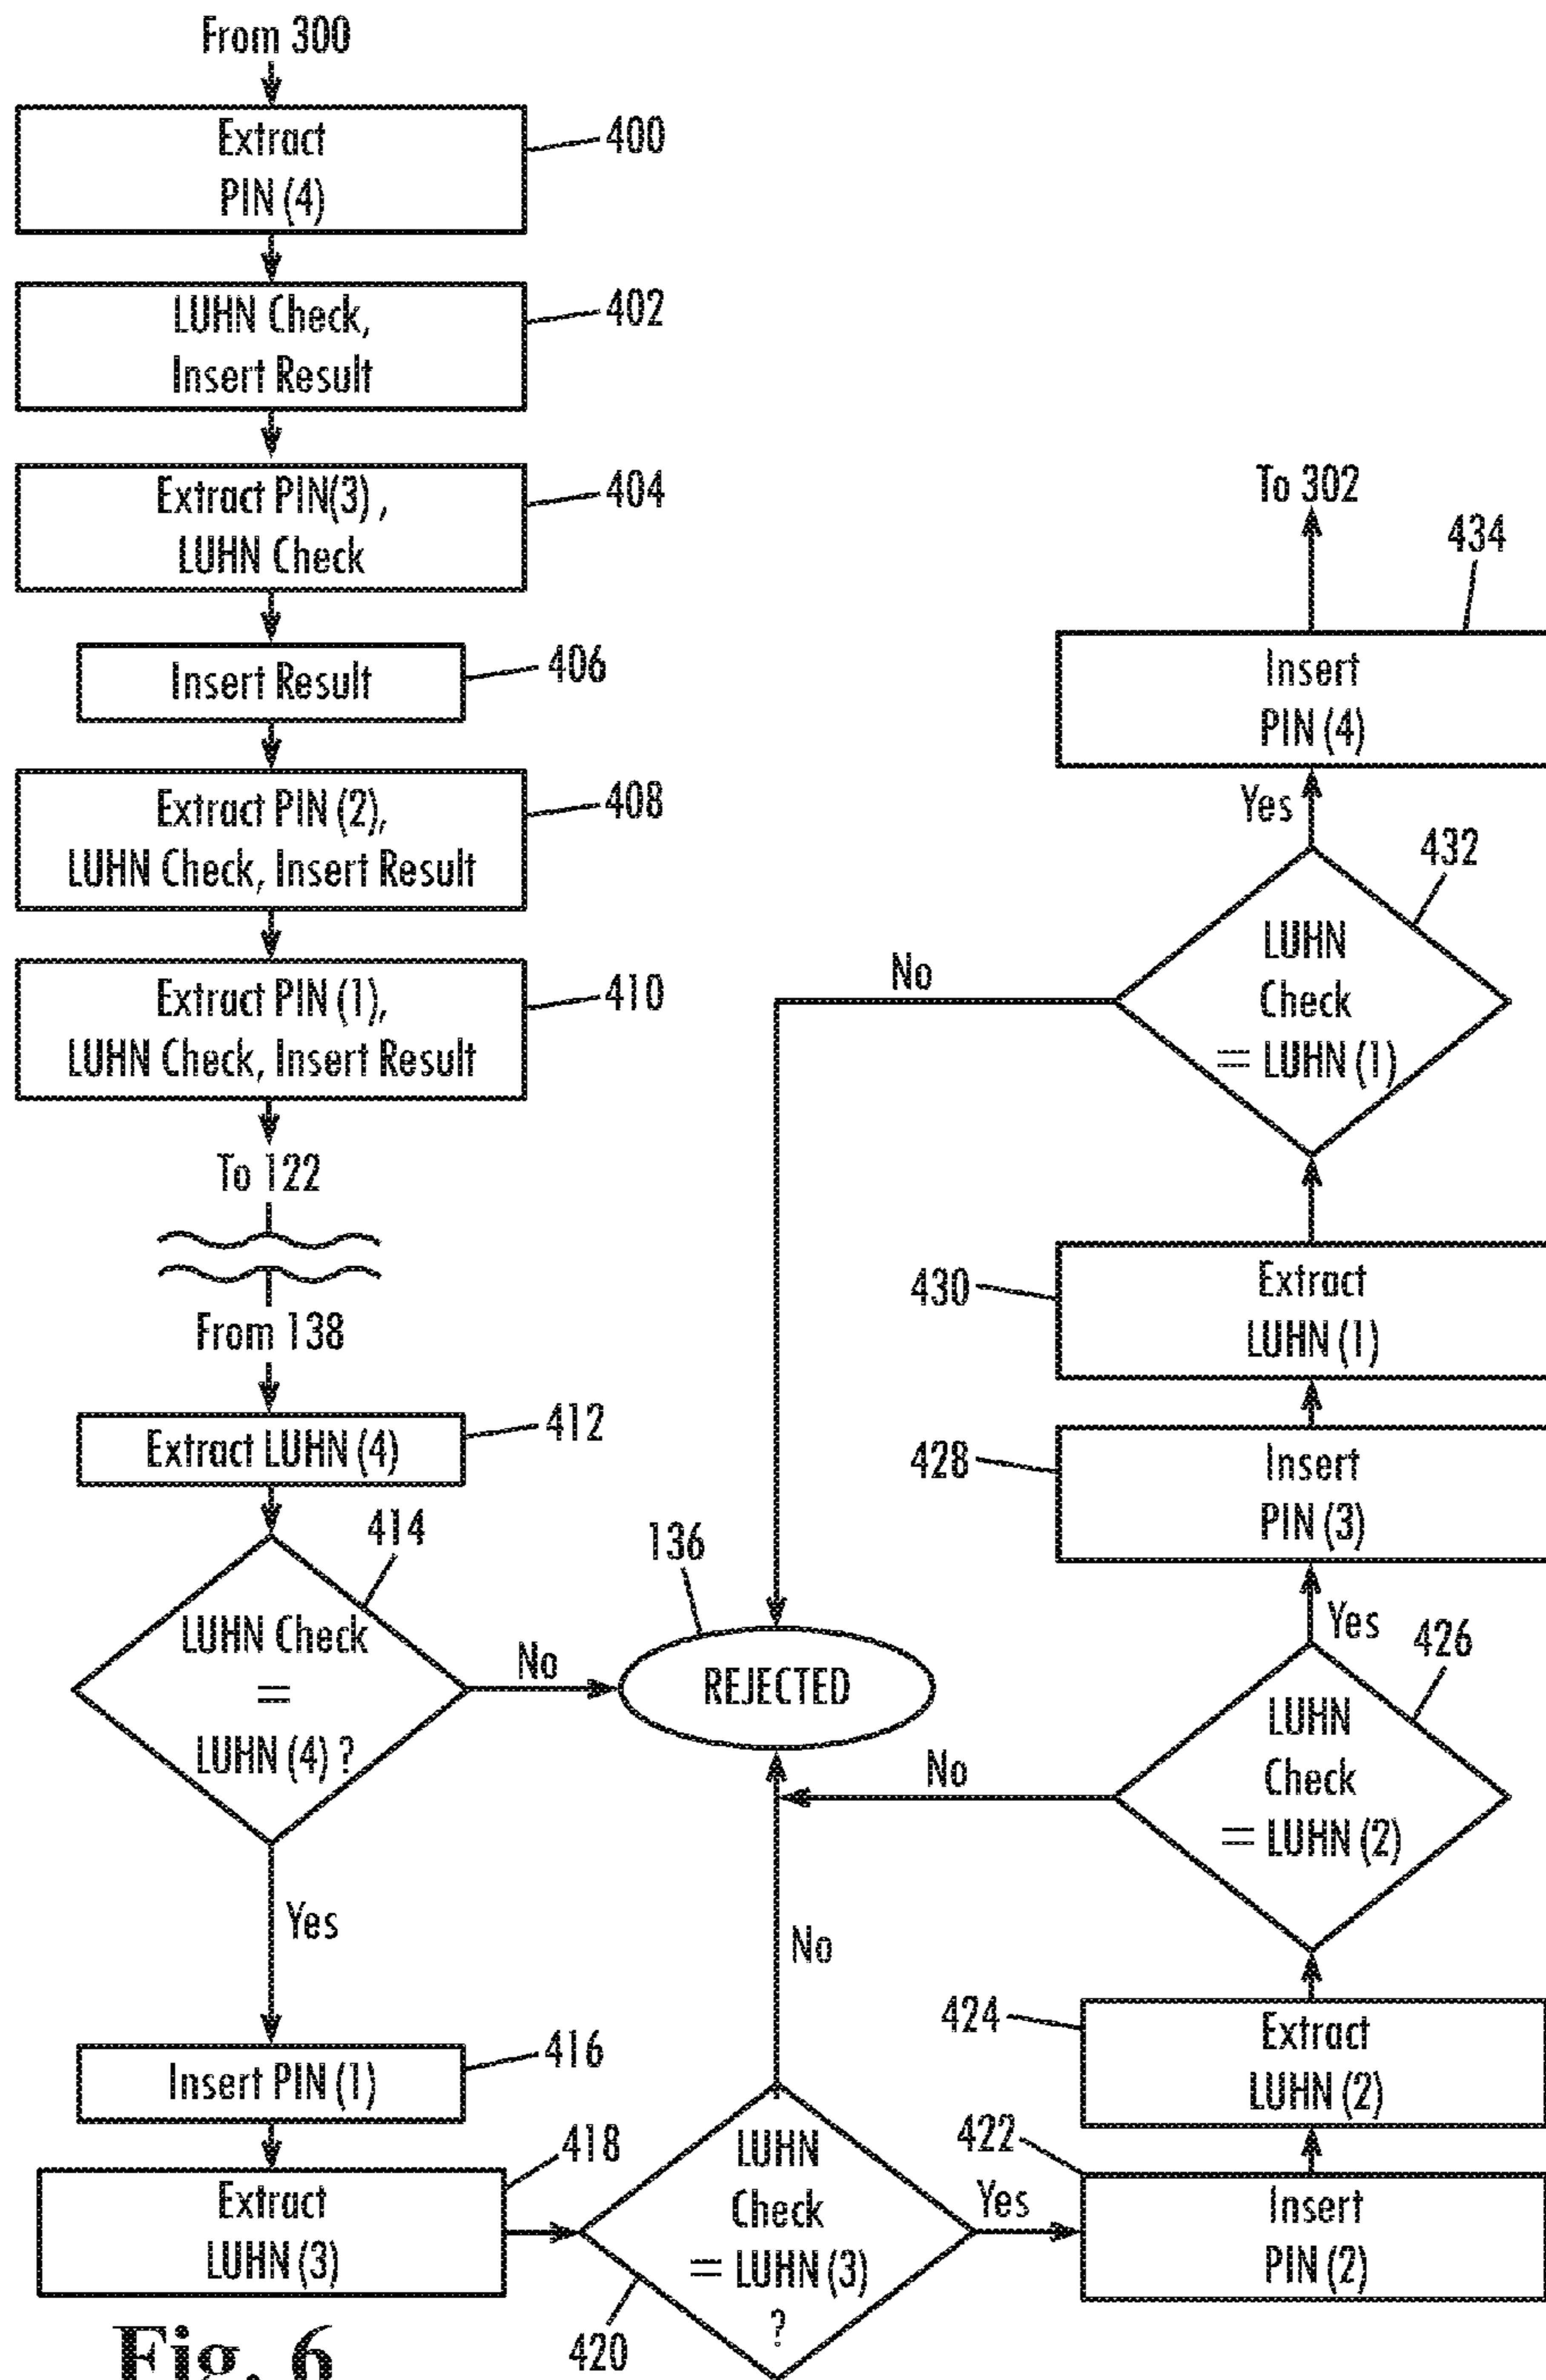 From 300
Extract
PIN (4)
400
LUHN Check,
Insert Result
402
Extract PIN(3) ,
LUHN Check
404
Insert Result
406
Extract PIN (2),
LUHN Check, Insert Result
408
Extract PIN (1),
LUHN Check, Insert Result
410
To 122
From 138
Extract LUHN (4)
412
LUHN Check
=
LUHN (4) ?
414
No
Yes
REJECTED
136
Insert PIN (1)
416
Extract
LUHN (3)
418
LUHN
Check
= LUHN (3)
?
420
No
Yes
Insert
PIN (2)
422
Extract
LUHN (2)
424
LUHN
Check
= LUHN (2)
426
No
Yes
Insert
PIN (3)
428
Extract
LUHN (1)
430
LUHN
Check
= LUHN (1)
432
No
Yes
Insert
PIN (4)
434
To 302
Fig. 6